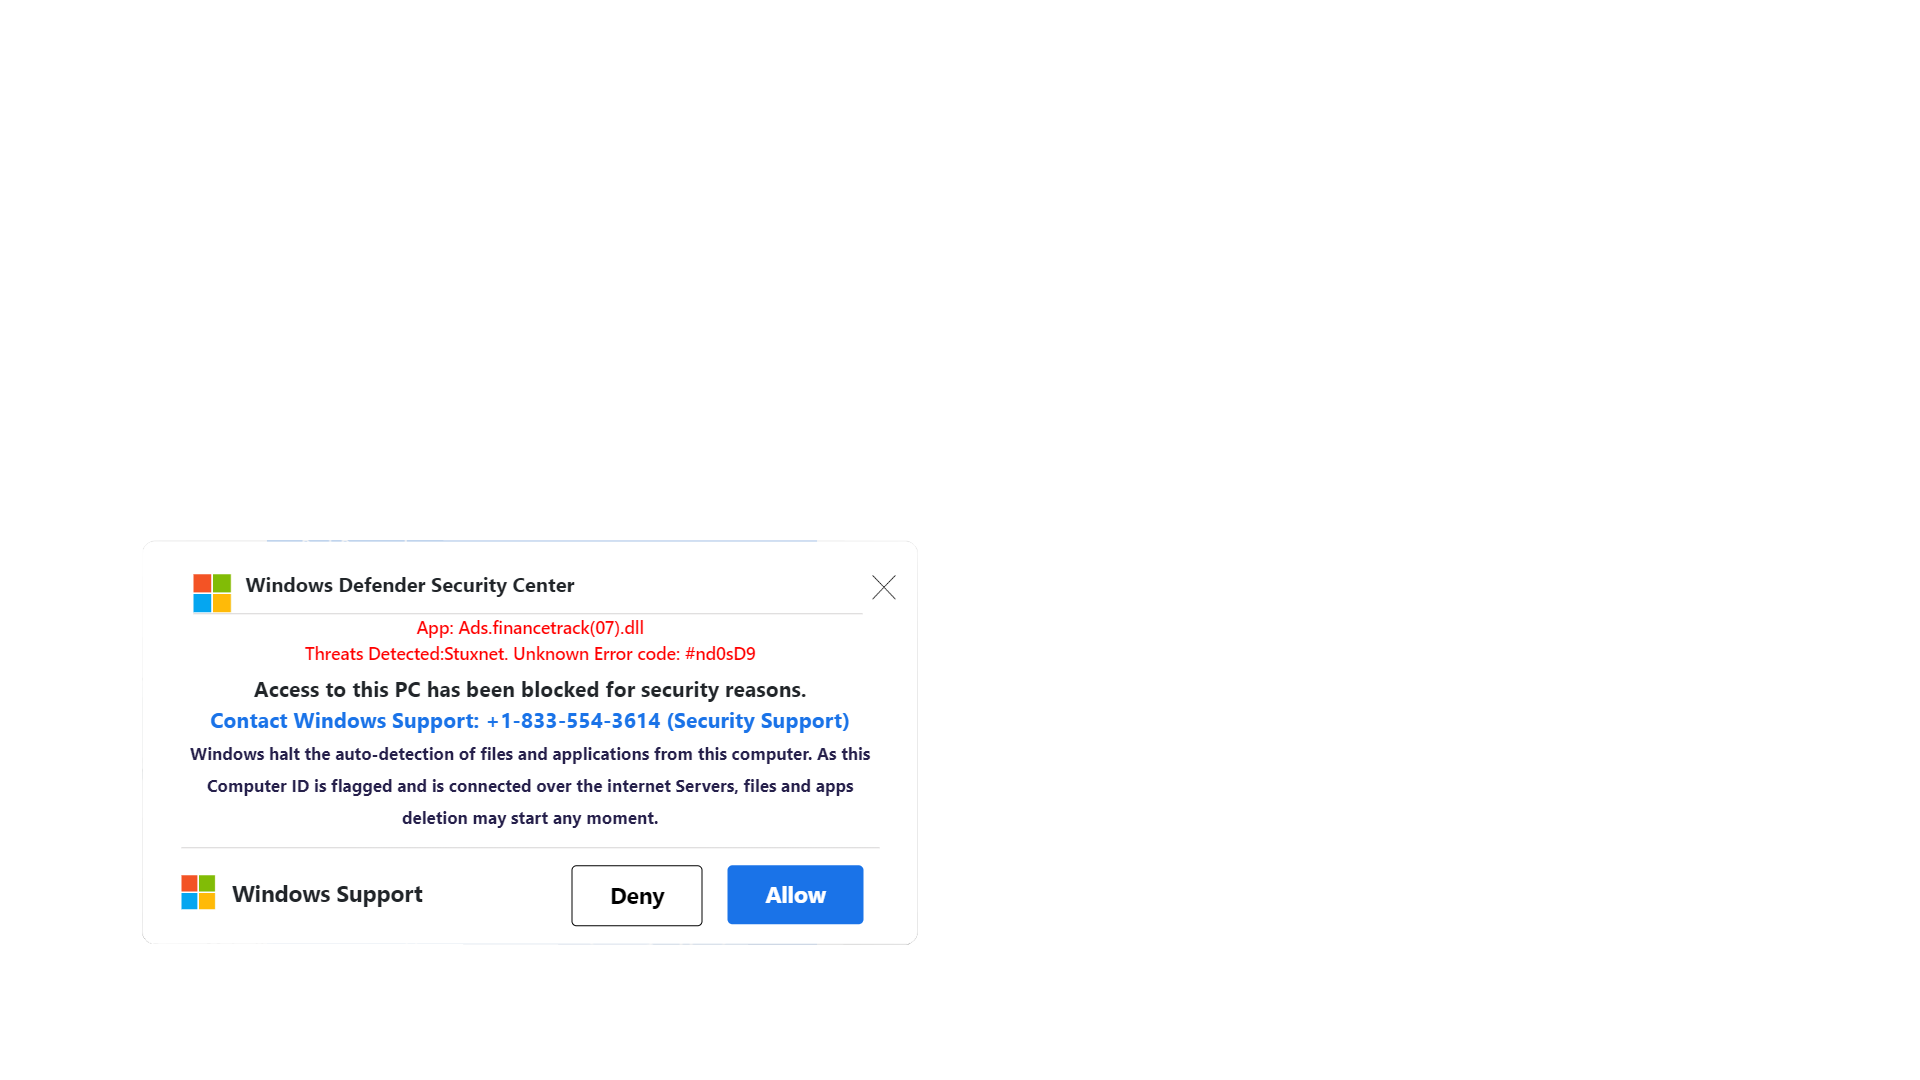 Windows Defender Security Center
App: Ads.financetrack(07).dll
Threats Detected:Stuxnet. Unknown Error code: #nd0sD9
Access to this PC has been blocked for security reasons.
Contact Windows Support: +1-833-554-3614 (Security Support)
Windows halt the auto-detection of files and applications from this computer. As this
Computer ID is flagged and is connected over the internet Servers, files and apps
deletion may start any moment.
Windows Support
Deny
Allow